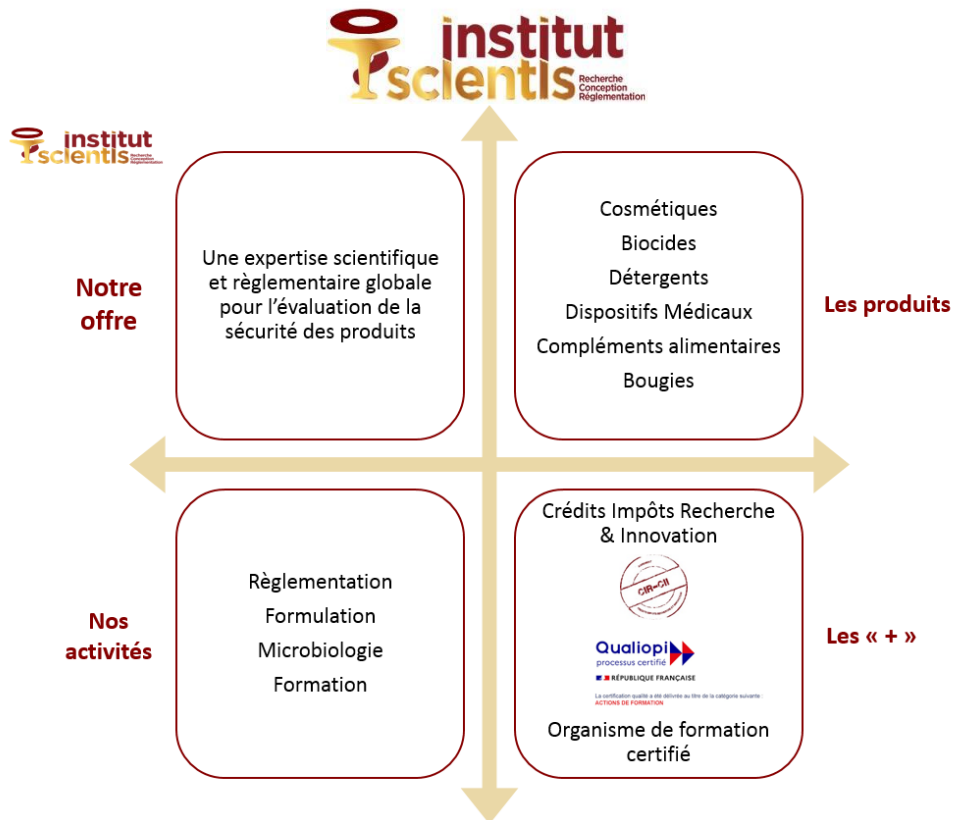 institut
scientis
Recherche
Conception
Réglementation
institut
scientis
Recherche
Conception
Réglementation
Notre
offre
Une expertise scientifique
et règlementaire globale
pour l’évaluation de la
sécurité des produits
Cosmétiques
Biocides
Détergents
Dispositifs Médicaux
Compléments alimentaires
Bougies
Les produits
Nos
activités
Règlementation
Formulation
Microbiologie
Formation
Crédits Impôts Recherche
& Innovation
CIR-CII
Qualiopi
processus certifié
RÉPUBLIQUE FRANÇAISE
La certification qualité a été délivrée au titre de la catégorie suivante :
ACTIONS DE FORMATION
Organisme de formation
certifié
Les « + »